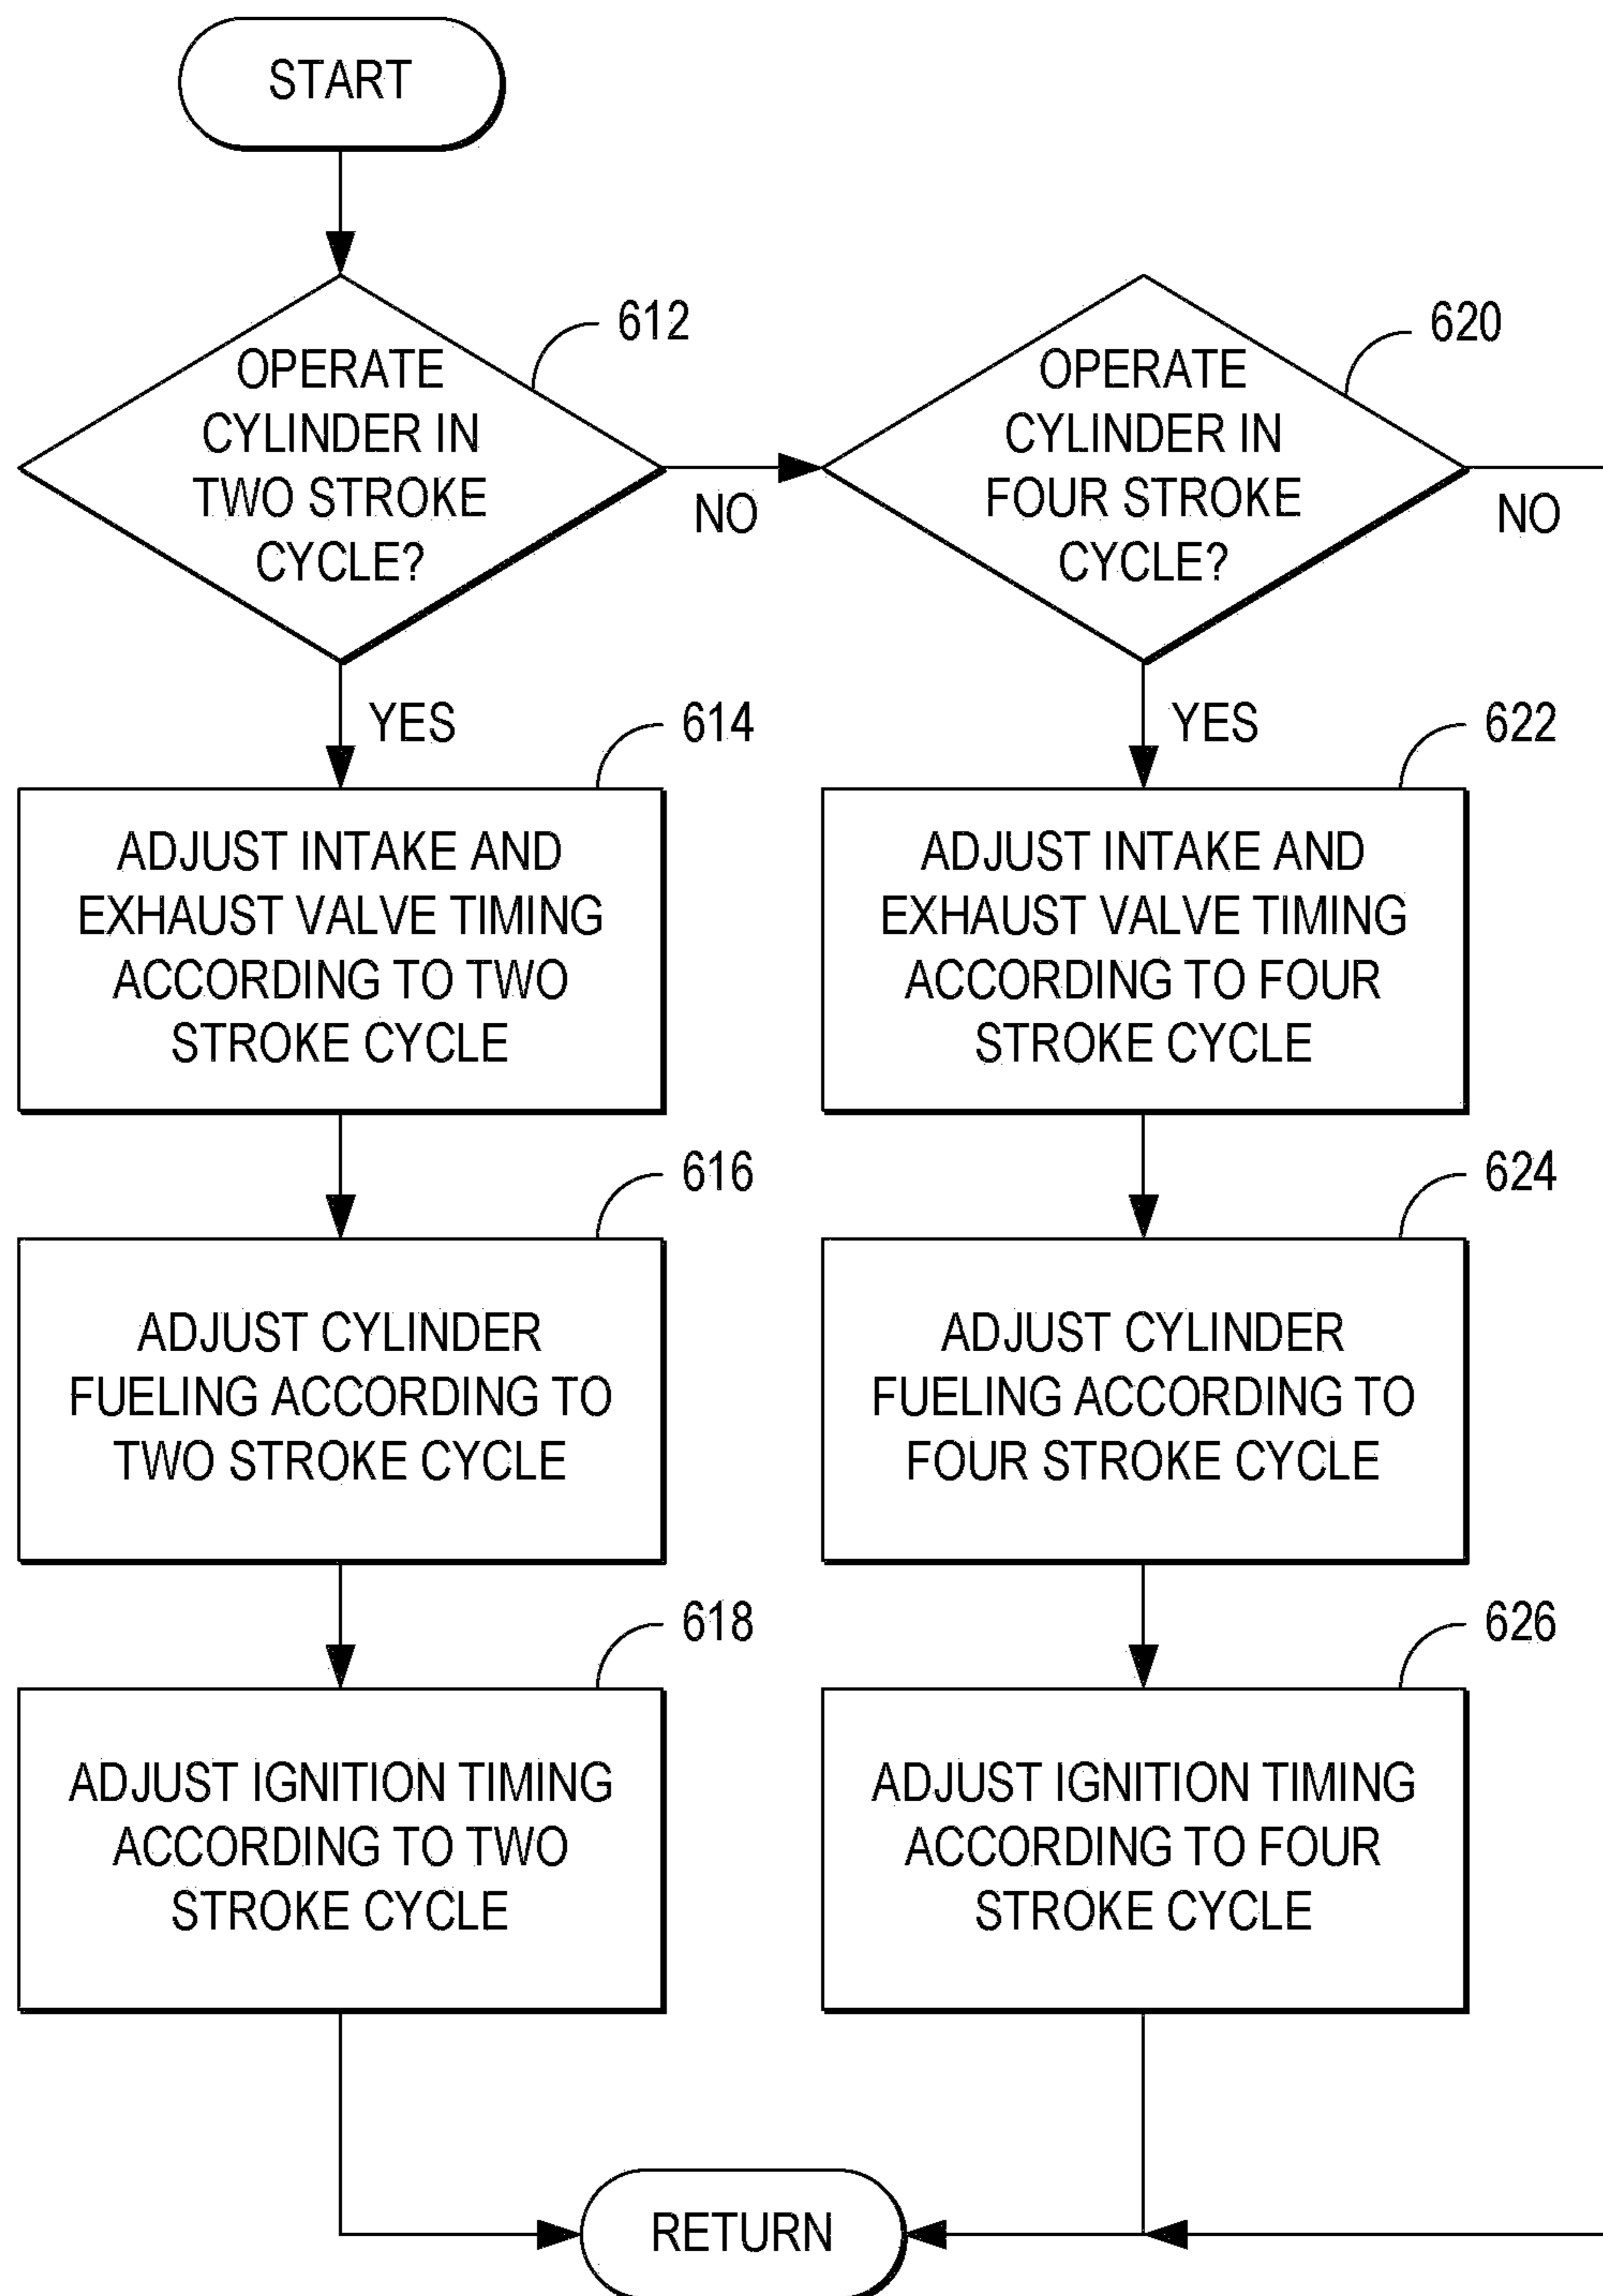 START
612
OPERATE
CYLINDER IN
TWO STROKE
CYCLE?
NO
YES
614
ADJUST INTAKE AND
EXHAUST VALVE TIMING
ACCORDING TO TWO
STROKE CYCLE
616
ADJUST CYLINDER
FUELING ACCORDING TO
TWO STROKE CYCLE
618
ADJUST IGNITION TIMING
ACCORDING TO TWO
STROKE CYCLE
620
OPERATE
CYLINDER IN
FOUR STROKE
CYCLE?
NO
YES
622
ADJUST INTAKE AND
EXHAUST VALVE TIMING
ACCORDING TO FOUR
STROKE CYCLE
624
ADJUST CYLINDER
FUELING ACCORDING TO
FOUR STROKE CYCLE
626
ADJUST IGNITION TIMING
ACCORDING TO FOUR
STROKE CYCLE
RETURN